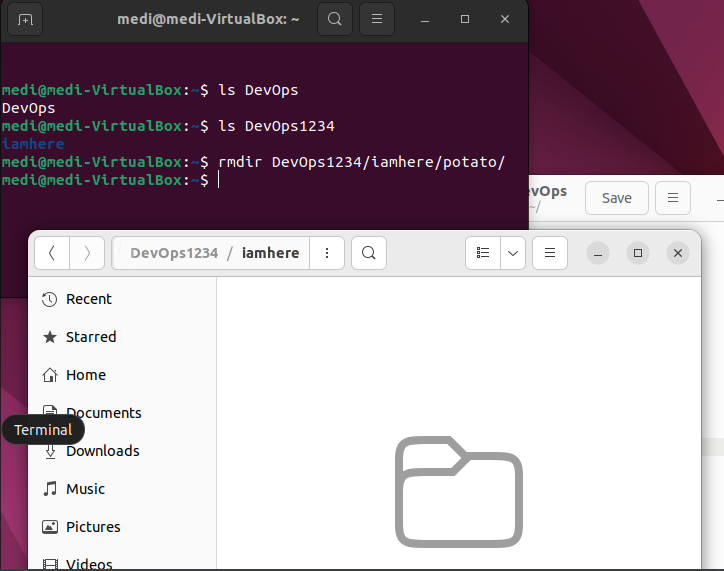 medi@medi-VirtualBox: ~
medi@medi-VirtualBox:~$ ls DevOps
DevOps
medi@medi-VirtualBox:~$ ls DevOps1234
iamhere
medi@medi-VirtualBox:~$ rmdir DevOps1234/iamhere/potato/
medi@medi-VirtualBox:~$
evOps
~/
Save
DevOps1234 / iamhere
Recent
Starred
Home
Documents
Terminal
Downloads
Music
Pictures
Videos